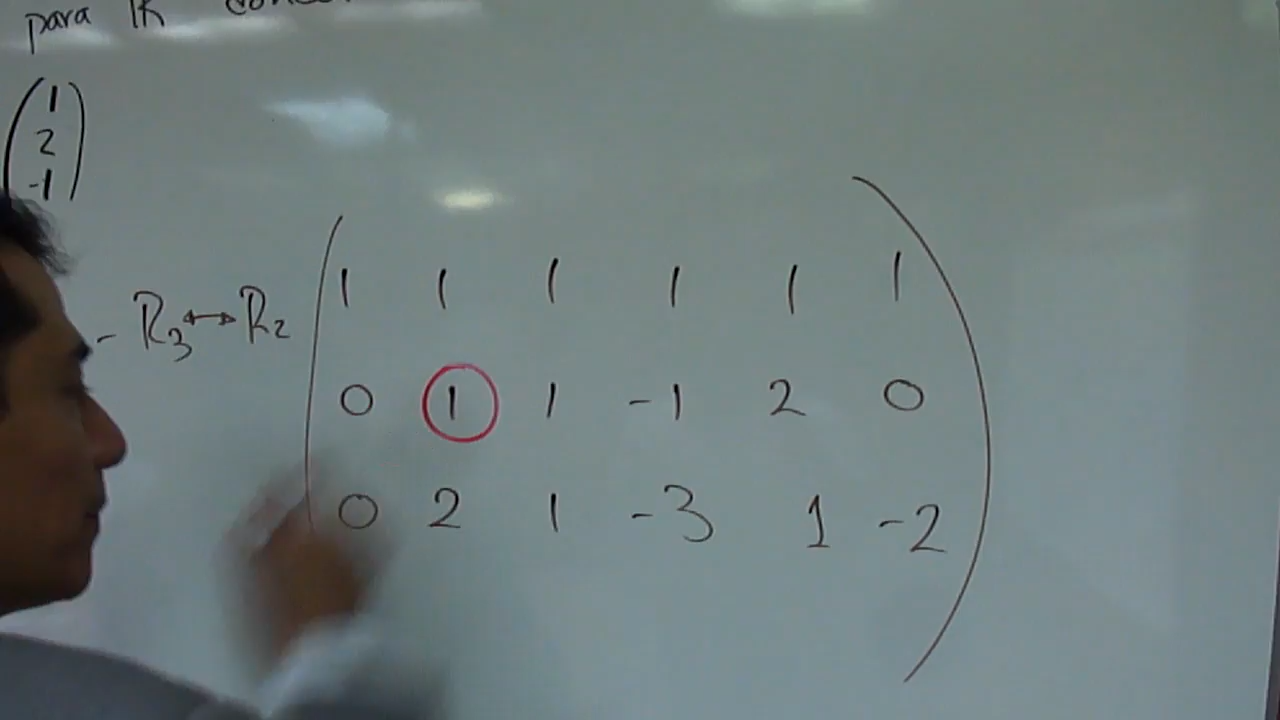 para IK
1
2
-1
- R3↔R2
1 1 1 1 1 1
0 1 1 -1 2 0
0 2 1 -3 1 -2